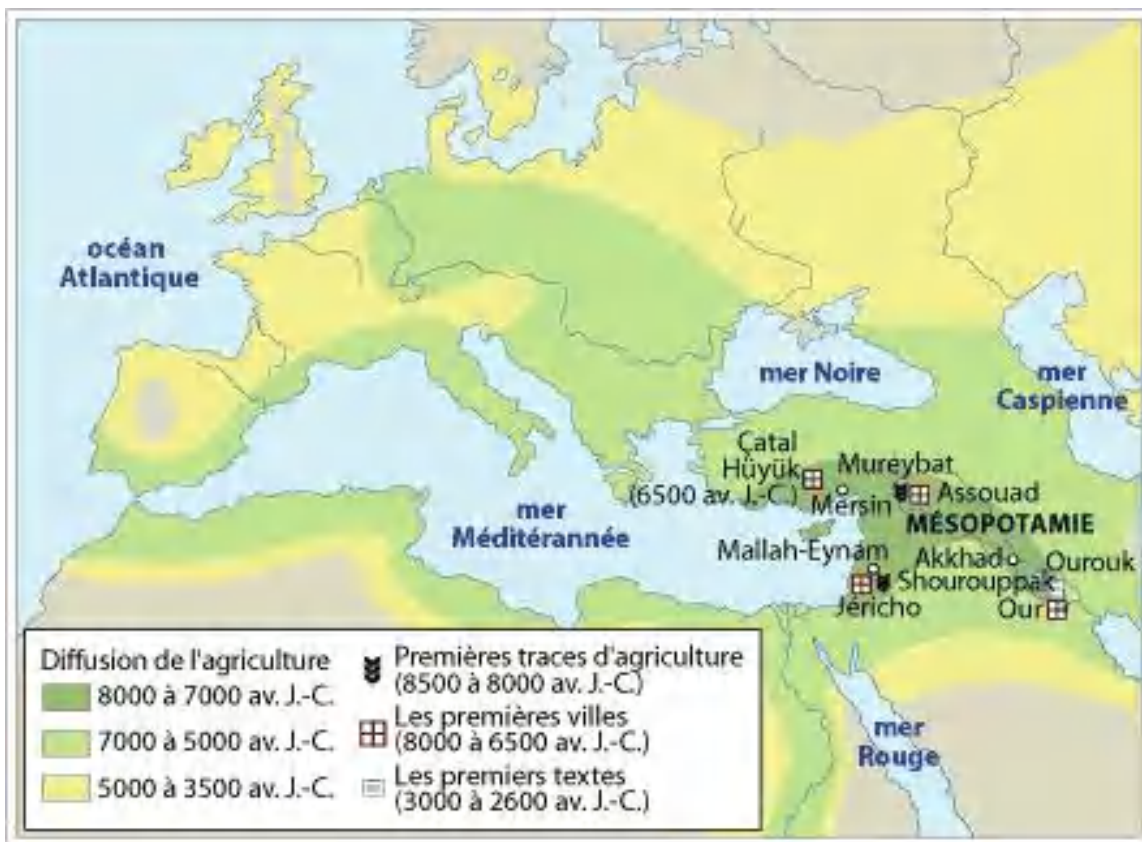 océan
Atlantique
mer Noire
mer
Caspienne
Çatal
Hüyük
(6500 av. J.-C.)
Mureybat
Mersin
Assouad
MÉSOPOTAMIE
mer
Méditérannée
Mallah-Eynam
Akkhad
Ourouk
Shourouppak
Jéricho
Our
mer
Rouge
Diffusion de l'agriculture
8000 à 7000 av. J.-C.
7000 à 5000 av. J.-C.
5000 à 3500 av. J.-C.
Premières traces d'agriculture
(8500 à 8000 av. J.-C.)
Les premières villes
(8000 à 6500 av. J.-C.)
Les premiers textes
(3000 à 2600 av. J.-C.)